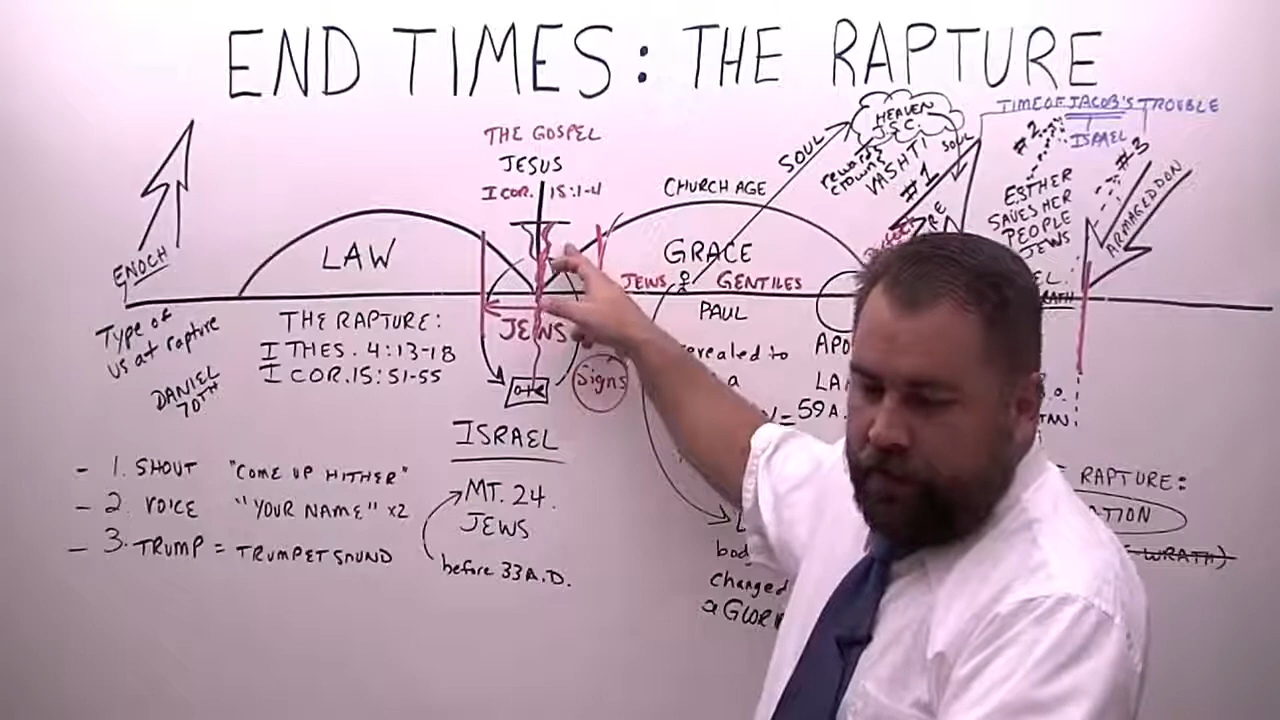 END TIMES: THE RAPTURE
TIME OF JACOB'S TROUBLE
ISRAEL
HEAVEN
J.S.C.
rewards
crowns
VASHTI
SOUL
SOUL
#1
#2
#3
ESTHER
SAVES HER
PEOPLE
JEWS
ARMAGEDDON
THE GOSPEL
JESUS
I COR. 15:1-4
CHURCH AGE
ENOCH
LAW
GRACE
JEWS
GENTILES
PAUL
Type of
us at rapture
DANIEL
70TH
THE RAPTURE:
I THES. 4:13-18
I COR. 15:51-55
JEWS
Signs
revealed to
a
59 A.
ISRAEL
MT. 24.
JEWS
before 33 A.D.
- 1. SHOUT "COME UP HITHER"
- 2. VOICE "YOUR NAME" x2
- 3. TRUMP = TRUMPET SOUND
changed
a
RAPTURE:
WRATH)